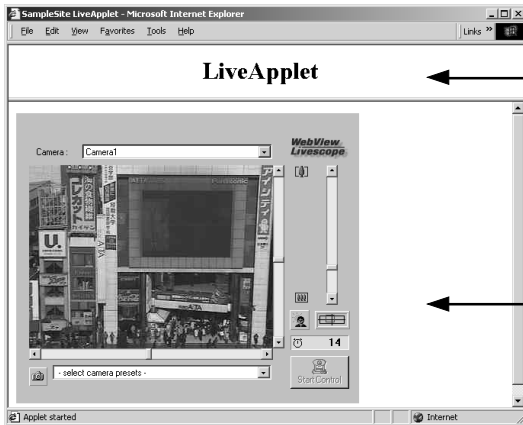 SampleSite LiveApplet - Microsoft Internet Explorer
File Edit View Favorites Tools Help
Links »
LiveApplet
Camera : Camera1
WebView
Livescope
U.
ALTA
14
- select camera presets -
Start Control
Applet started
Internet